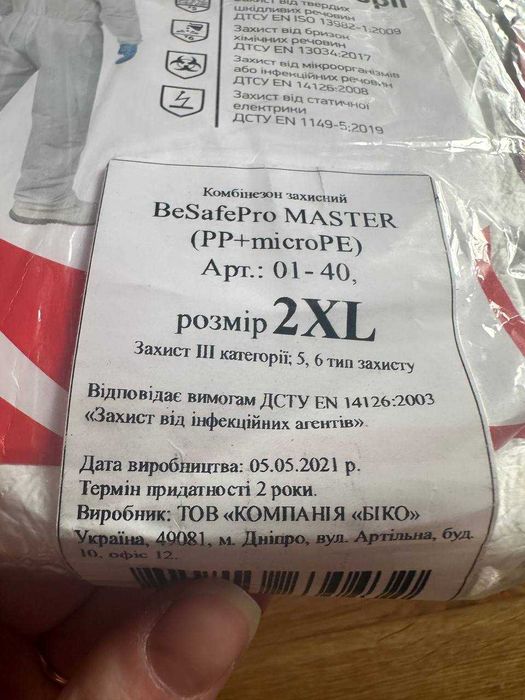 Захист від твердих
шкідливих речовин
ДСТУ EN ISO 13982-1:2009
Захист від бризок
хімічних речовин
ДСТУ EN 13034:2017
Захист від мікроорганізмів
або інфекційних речовин
ДСТУ EN 14126:2008
Захист від статичної
електрики
ДСТУ EN 1149-5:2019
Комбінезон захисний
BeSafePro MASTER
(PP+microPE)
Арт.: 01-40,
розмір 2XL
Захист III категорії; 5, 6 тип захисту
Відповідає вимогам ДСТУ EN 14126:2003
«Захист від інфекційних агентів».
Дата виробництва: 05.05.2021 р.
Термін придатності 2 роки.
Виробник: ТОВ «КОМПАНІЯ «БІКО»
Україна, 49081, м. Дніпро, вул. Артільна, буд.
10, офіс 12.